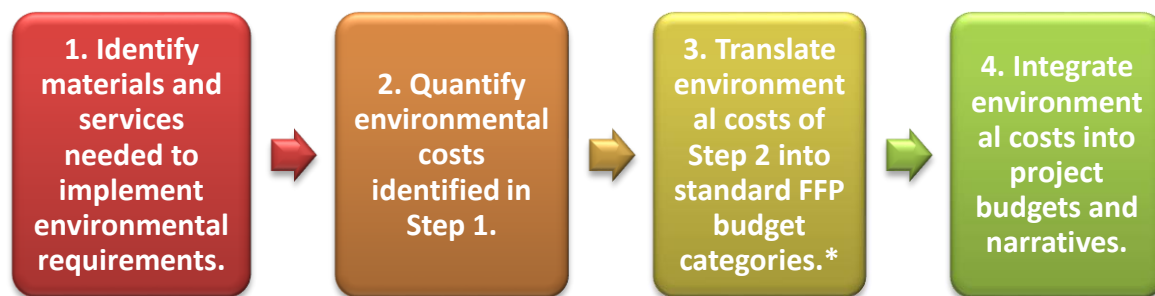 1. Identify
materials and
services
needed to
implement
environmental
requirements.
2. Quantify
environmental
costs
identified in
Step 1.
3. Translate
environment
al costs of
Step 2 into
standard FFP
budget
categories.*
4. Integrate
environment
al costs into
project
budgets and
narratives.